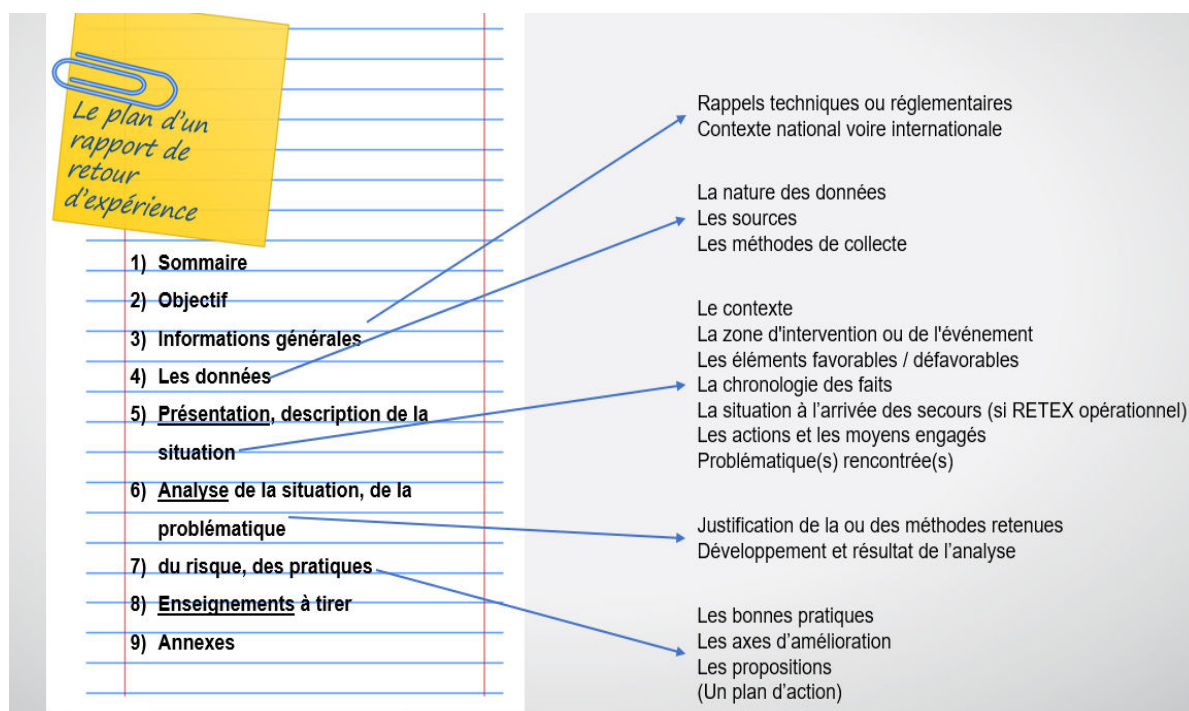 Le plan d'un
rapport de
retour
d'expérience
1) Sommaire
2) Objectif
3) Informations générales
4) Les données
5) Présentation, description de la
situation
6) Analyse de la situation, de la
problématique
7) du risque, des pratiques
8) Enseignements à tirer
9) Annexes
Rappels techniques ou réglementaires
Contexte national voire internationale
La nature des données
Les sources
Les méthodes de collecte
Le contexte
La zone d'intervention ou de l'événement
Les éléments favorables / défavorables
La chronologie des faits
La situation à l'arrivée des secours (si RETEX opérationnel)
Les actions et les moyens engagés
Problématique(s) rencontrée(s)
Justification de la ou des méthodes retenues
Développement et résultat de l'analyse
Les bonnes pratiques
Les axes d'amélioration
Les propositions
(Un plan d'action)